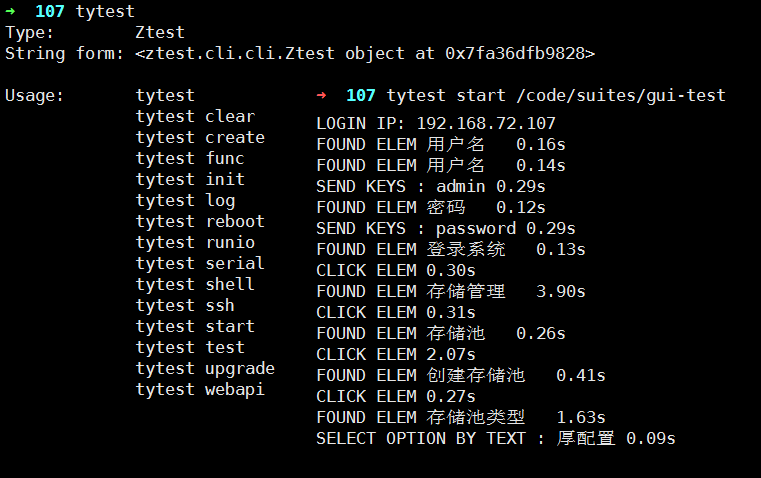 ➜ 107 tytest
Type: Ztest
String form: <ztest.cli.cli.Ztest object at 0x7fa36dfb9828>
Usage: tytest
tytest clear
tytest create
tytest func
tytest init
tytest log
tytest reboot
tytest runio
tytest serial
tytest shell
tytest ssh
tytest start
tytest test
tytest upgrade
tytest webapi
➜ 107 tytest start /code/suites/gui-test
LOGIN IP: 192.168.72.107
FOUND ELEM 用户名 0.16s
FOUND ELEM 用户名 0.14s
SEND KEYS : admin 0.29s
FOUND ELEM 密码 0.12s
SEND KEYS : password 0.29s
FOUND ELEM 登录系统 0.13s
CLICK ELEM 0.30s
FOUND ELEM 存储管理 3.90s
CLICK ELEM 0.31s
FOUND ELEM 存储池 0.26s
CLICK ELEM 2.07s
FOUND ELEM 创建存储池 0.41s
CLICK ELEM 0.27s
FOUND ELEM 存储池类型 1.63s
SELECT OPTION BY TEXT : 厚配置 0.09s